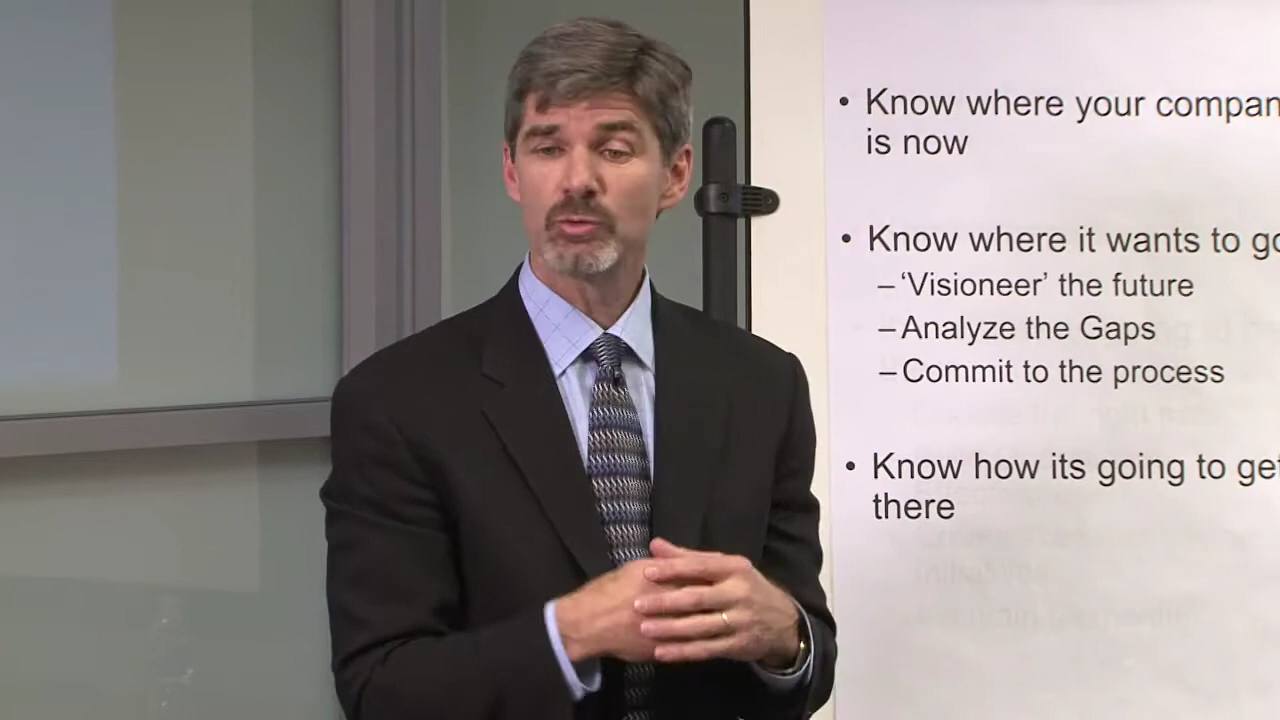 • Know where your compan
is now
• Know where it wants to go
– ‘Visioneer’ the future
– Analyze the Gaps
– Commit to the process
• Know how its going to get
there